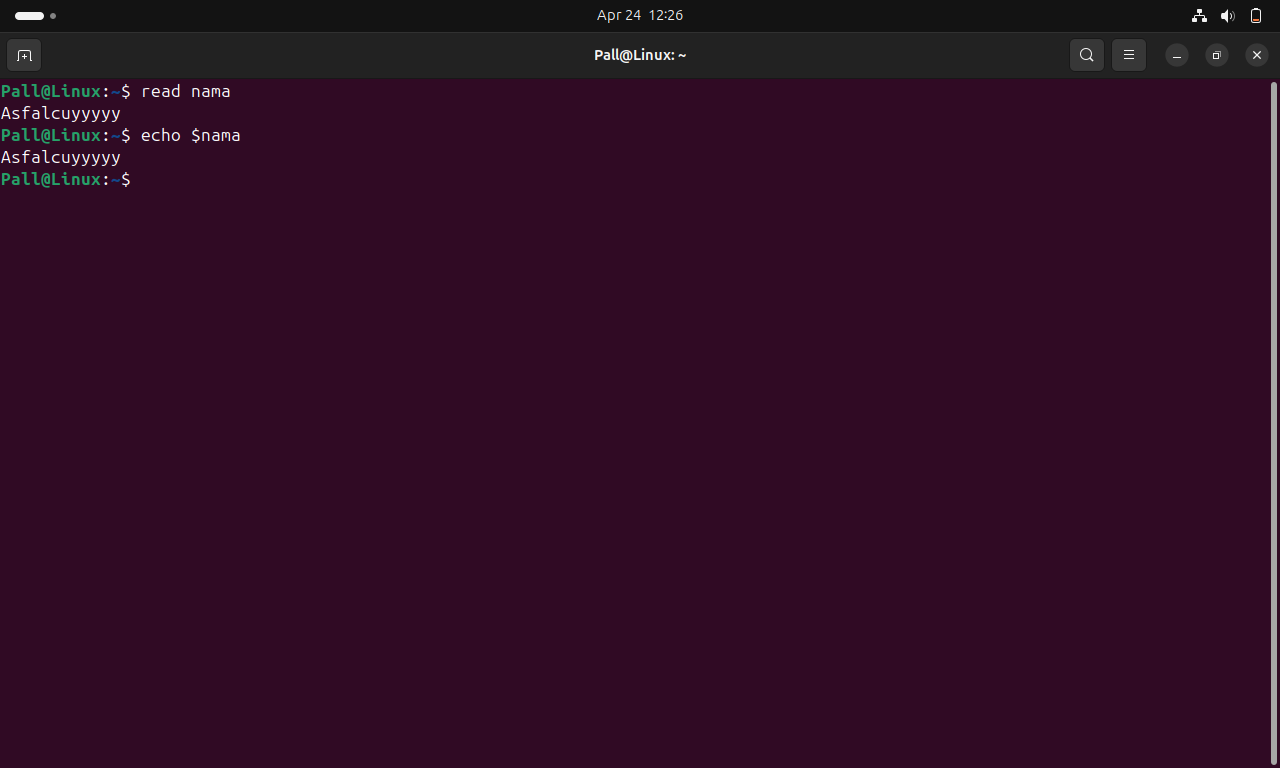 Apr 24 12:26
Pall@Linux: ~
Pall@Linux:~$ read nama
Asfalcuyyyyy
Pall@Linux:~$ echo $nama
Asfalcuyyyyy
Pall@Linux:~$